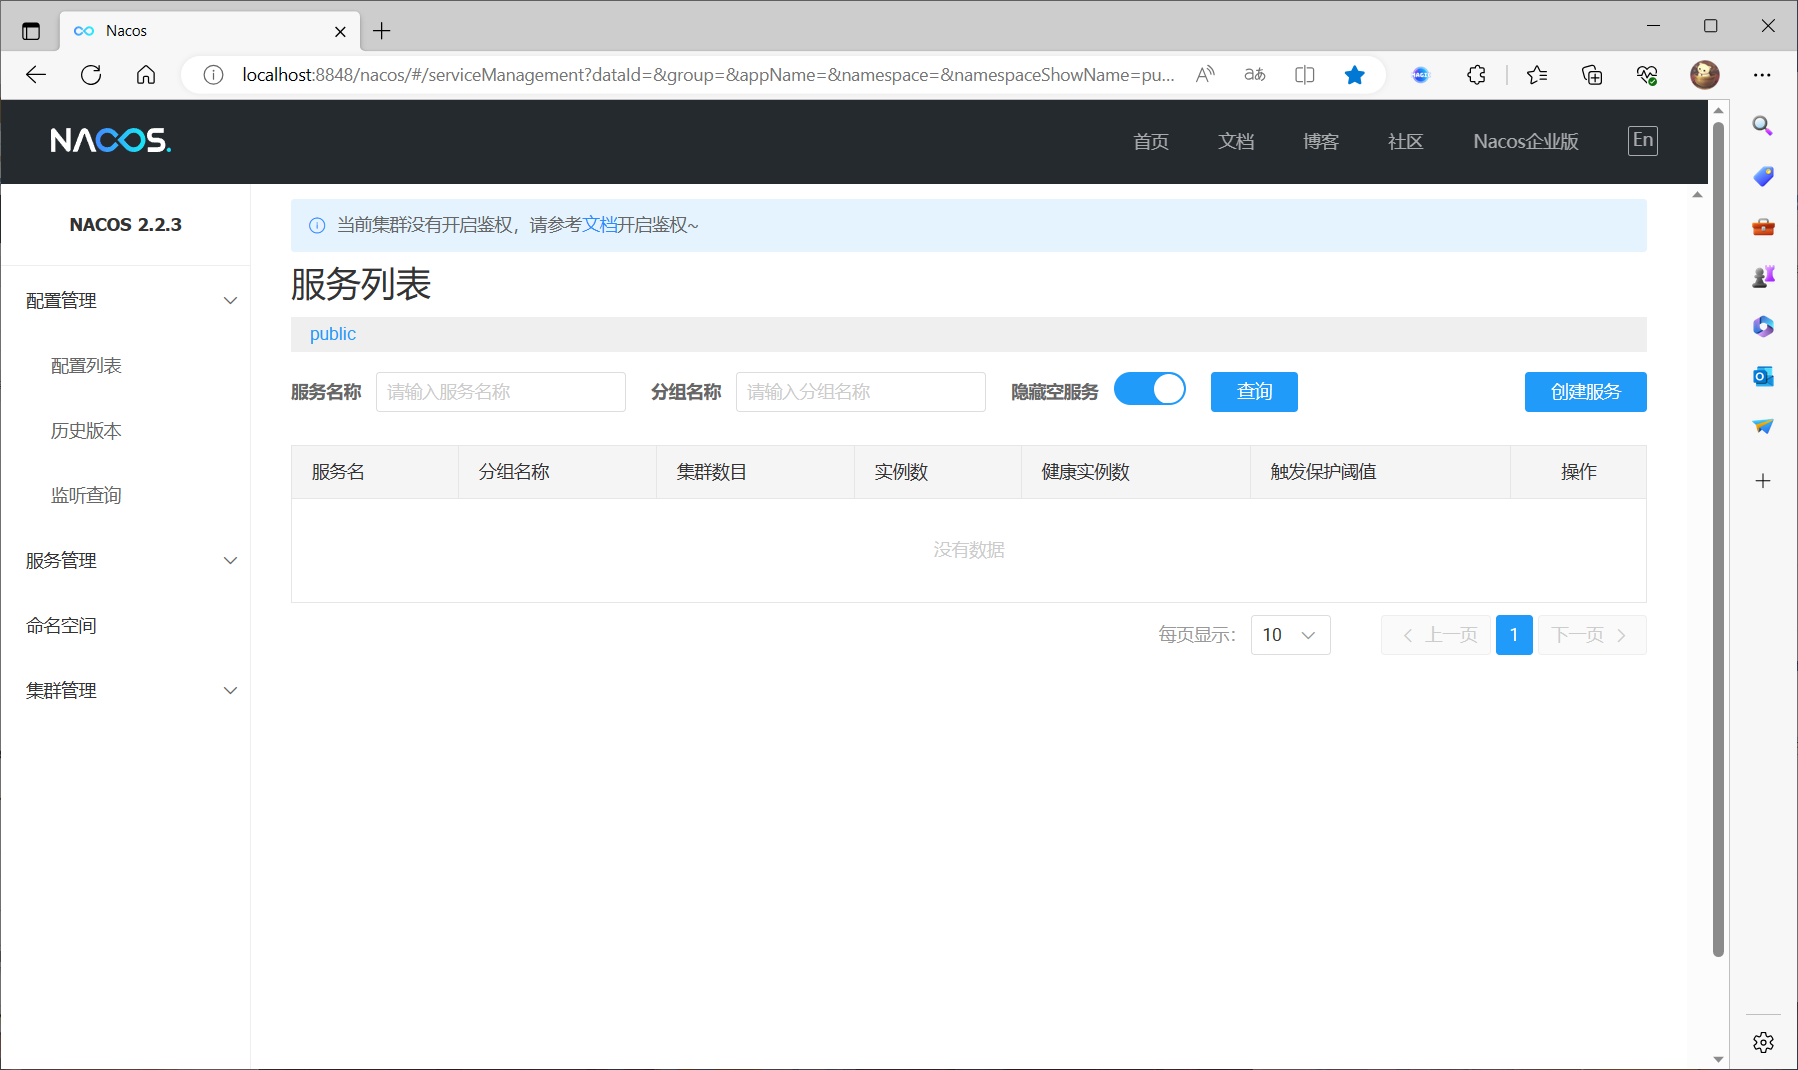 Nacos
localhost:8848/nacos/#/serviceManagement?dataId=&group=&appName=&namespace=&namespaceShowName=pu...
NACOS.
首页 文档 博客 社区 Nacos企业版 En
NACOS 2.2.3
配置管理
配置列表
历史版本
监听查询
服务管理
命名空间
集群管理
当前集群没有开启鉴权，请参考文档开启鉴权~
服务列表
public
服务名称 请输入服务名称 分组名称 请输入分组名称 隐藏空服务 查询 创建服务
服务名 分组名称 集群数目 实例数 健康实例数 触发保护阈值 操作
没有数据
每页显示: 10 上一页 1 下一页